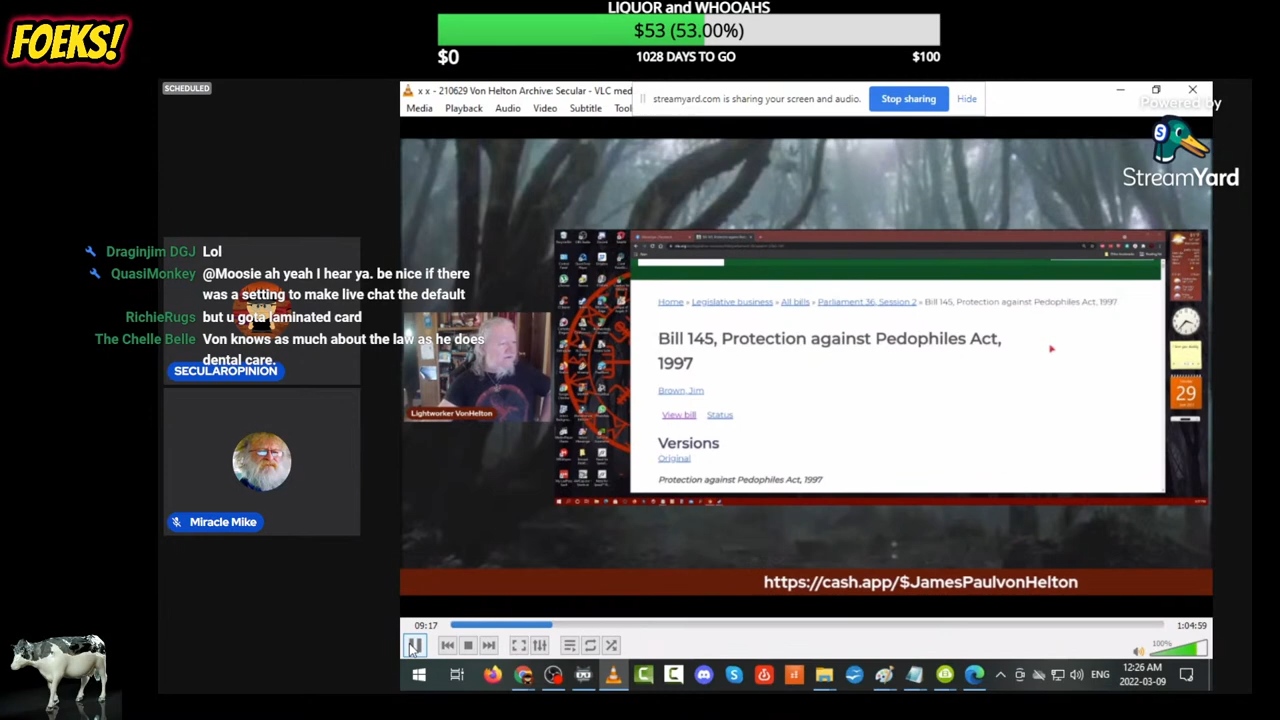 FOEKS!
LIQUOR and WHOOAHS
$53 (53.00%)
$0
1028 DAYS TO GO
$100
SCHEDULED
x x - 210629 Von Helton Archive: Secular - VLC med
streamyard.com is sharing your screen and audio.
Stop sharing
Hide
Media Playback Audio Video Subtitle Tool
Powered by
StreamYard
Draginjim DGJ Lol
QuasiMonkey @Moosie ah yeah I hear ya. be nice if there
was a setting to make live chat the default
RichieRugs but u gota laminated card
The Chelle Belle Von knows as much about the law as he does
dental care.
SECULAROPINION
Miracle Mike
Lightworker VonHelton
Home » Legislative business » All bills » Parliament 36, Session 2 » Bill 145, Protection against Pedophiles Act, 1997
Bill 145, Protection against Pedophiles Act,
1997
Brown, Jim
View bill Status
Versions
Original
Protection against Pedophiles Act, 1997
29
https://cash.app/$JamesPaulvonHelton
09:17
1:04:59
100%
ENG
12:26 AM
2022-03-09